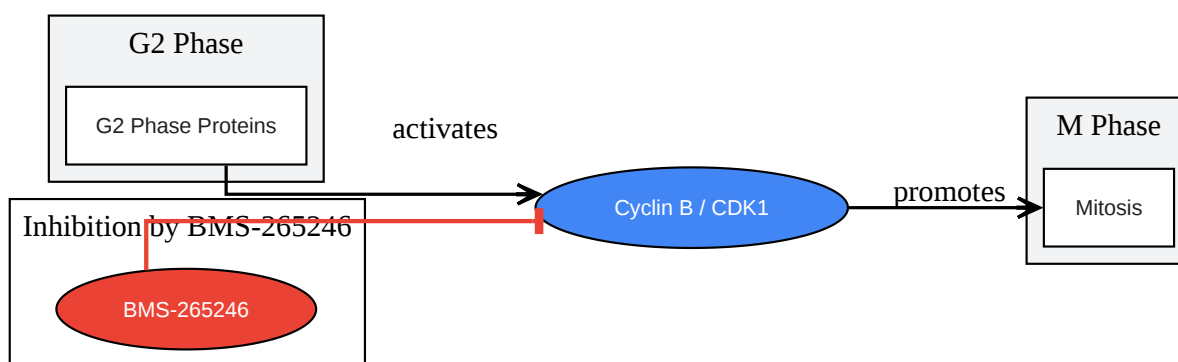 G2 Phase
G2 Phase Proteins
activates
M Phase
Cyclin B / CDK1
promotes
Mitosis
Inhibition by BMS-265246
BMS-265246